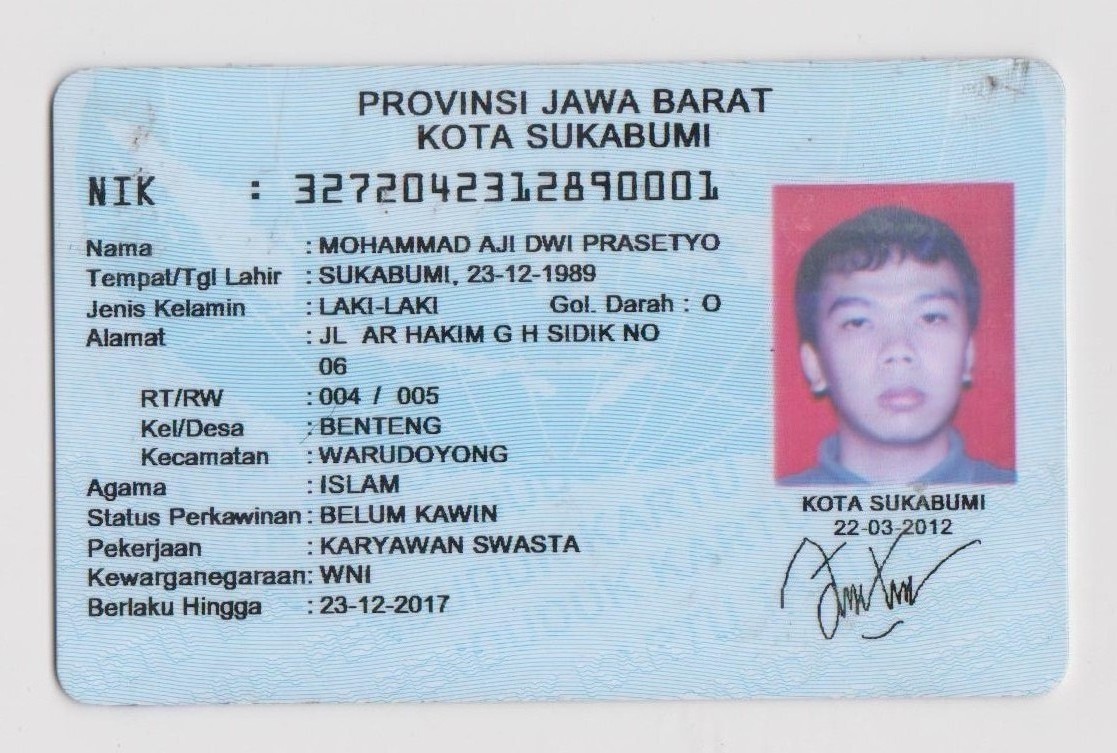 PROVINSI JAWA BARAT
KOTA SUKABUMI
NIK : 3272042312890001
Nama : MOHAMMAD AJI DWI PRASETYO
Tempat/Tgl Lahir : SUKABUMI, 23-12-1989
Jenis Kelamin : LAKI-LAKI Gol. Darah : O
Alamat : JL AR HAKIM G H SIDIK NO
06
RT/RW : 004 / 005
Kel/Desa : BENTENG
Kecamatan : WARUDOYONG
Agama : ISLAM
Status Perkawinan : BELUM KAWIN
Pekerjaan : KARYAWAN SWASTA
Kewarganegaraan: WNI
Berlaku Hingga : 23-12-2017
KOTA SUKABUMI
22-03-2012